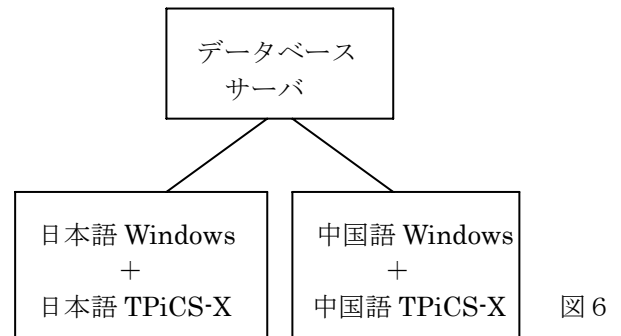 データベース
サーバ
日本語 Windows
＋
日本語 TPiCS-X
中国語 Windows
＋
中国語 TPiCS-X
図６